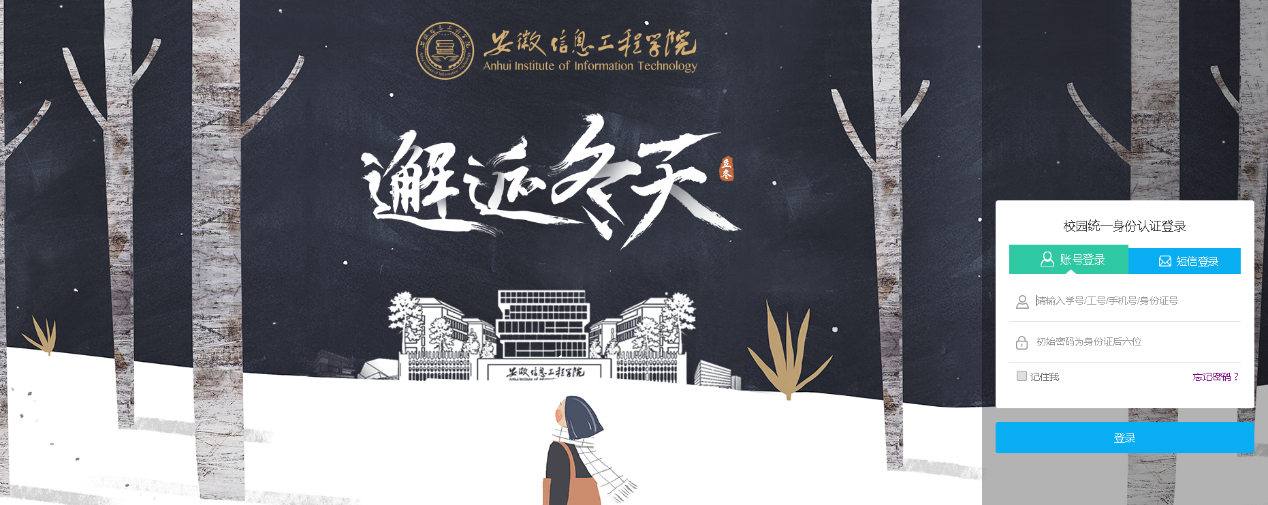 安徽信息工程学院
Anhui Institute of Information Technology
邂逅冬天
立冬
安徽信息工程学院
校园统一身份认证登录
账号登录
短信登录
请输入学号/工号/手机号/身份证号
初始密码为身份证后六位
记住我
忘记密码？
登录